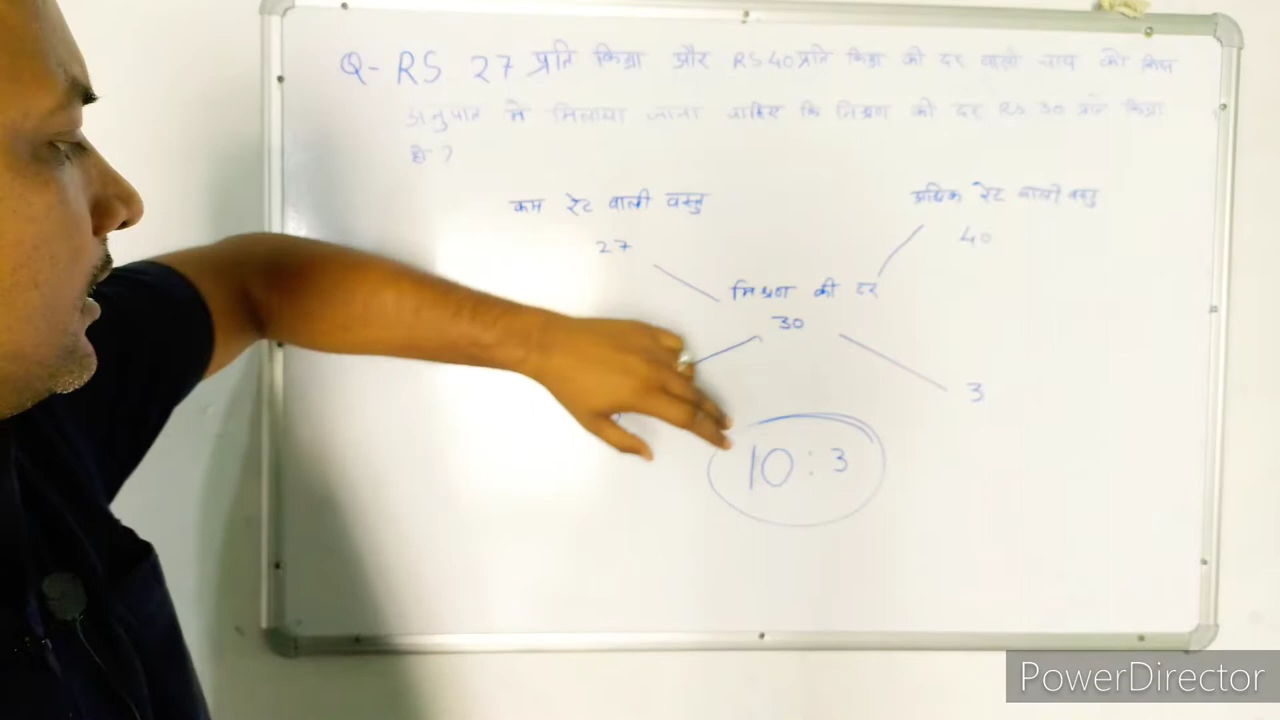 Q- RS 27 प्रति किग्रा और RS 40 प्रति किग्रा की दर वाली चाय को किस
अनुपात में मिलाया जाना चाहिए कि मिश्रण की दर Rs 30 प्रति किग्रा
हो ?
कम रेट वाली वस्तु
अधिक रेट वाली वस्तु
27
40
मिश्रण की दर
30
3
10 : 3
PowerDirector